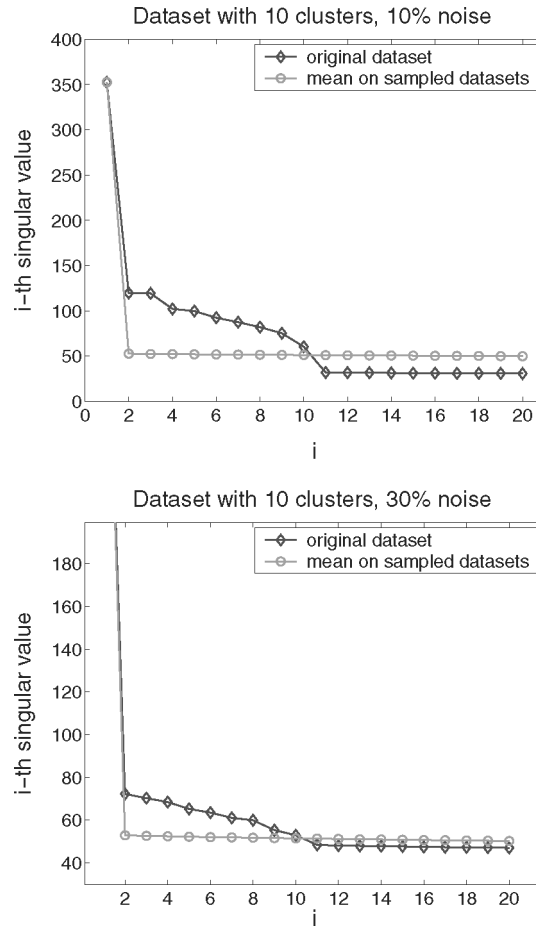 Dataset with 10 clusters, 10% noise
original dataset
mean on sampled datasets
400
350
300
250
200
150
100
50
0
i-th singular value
0 2 4 6 8 10 12 14 16 18 20
i
Dataset with 10 clusters, 30% noise
original dataset
mean on sampled datasets
180
160
140
120
100
80
60
40
i-th singular value
2 4 6 8 10 12 14 16 18 20
i